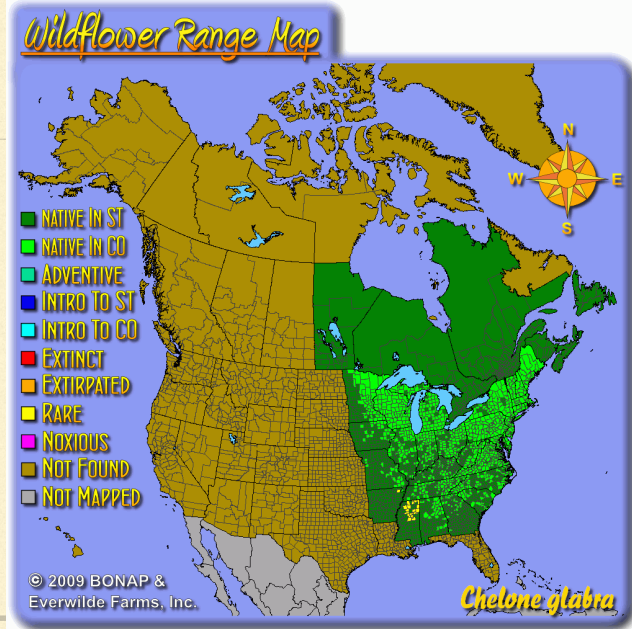 Wildflower Range Map
N
W E
S
NATIVE IN ST
NATIVE IN CO
ADVENTIVE
INTRO TO ST
INTRO TO CO
EXTINCT
EXTIRPATED
RARE
NOXIOUS
NOT FOUND
NOT MAPPED
© 2009 BONAP &
Everwilde Farms, Inc.
Chelone glabra